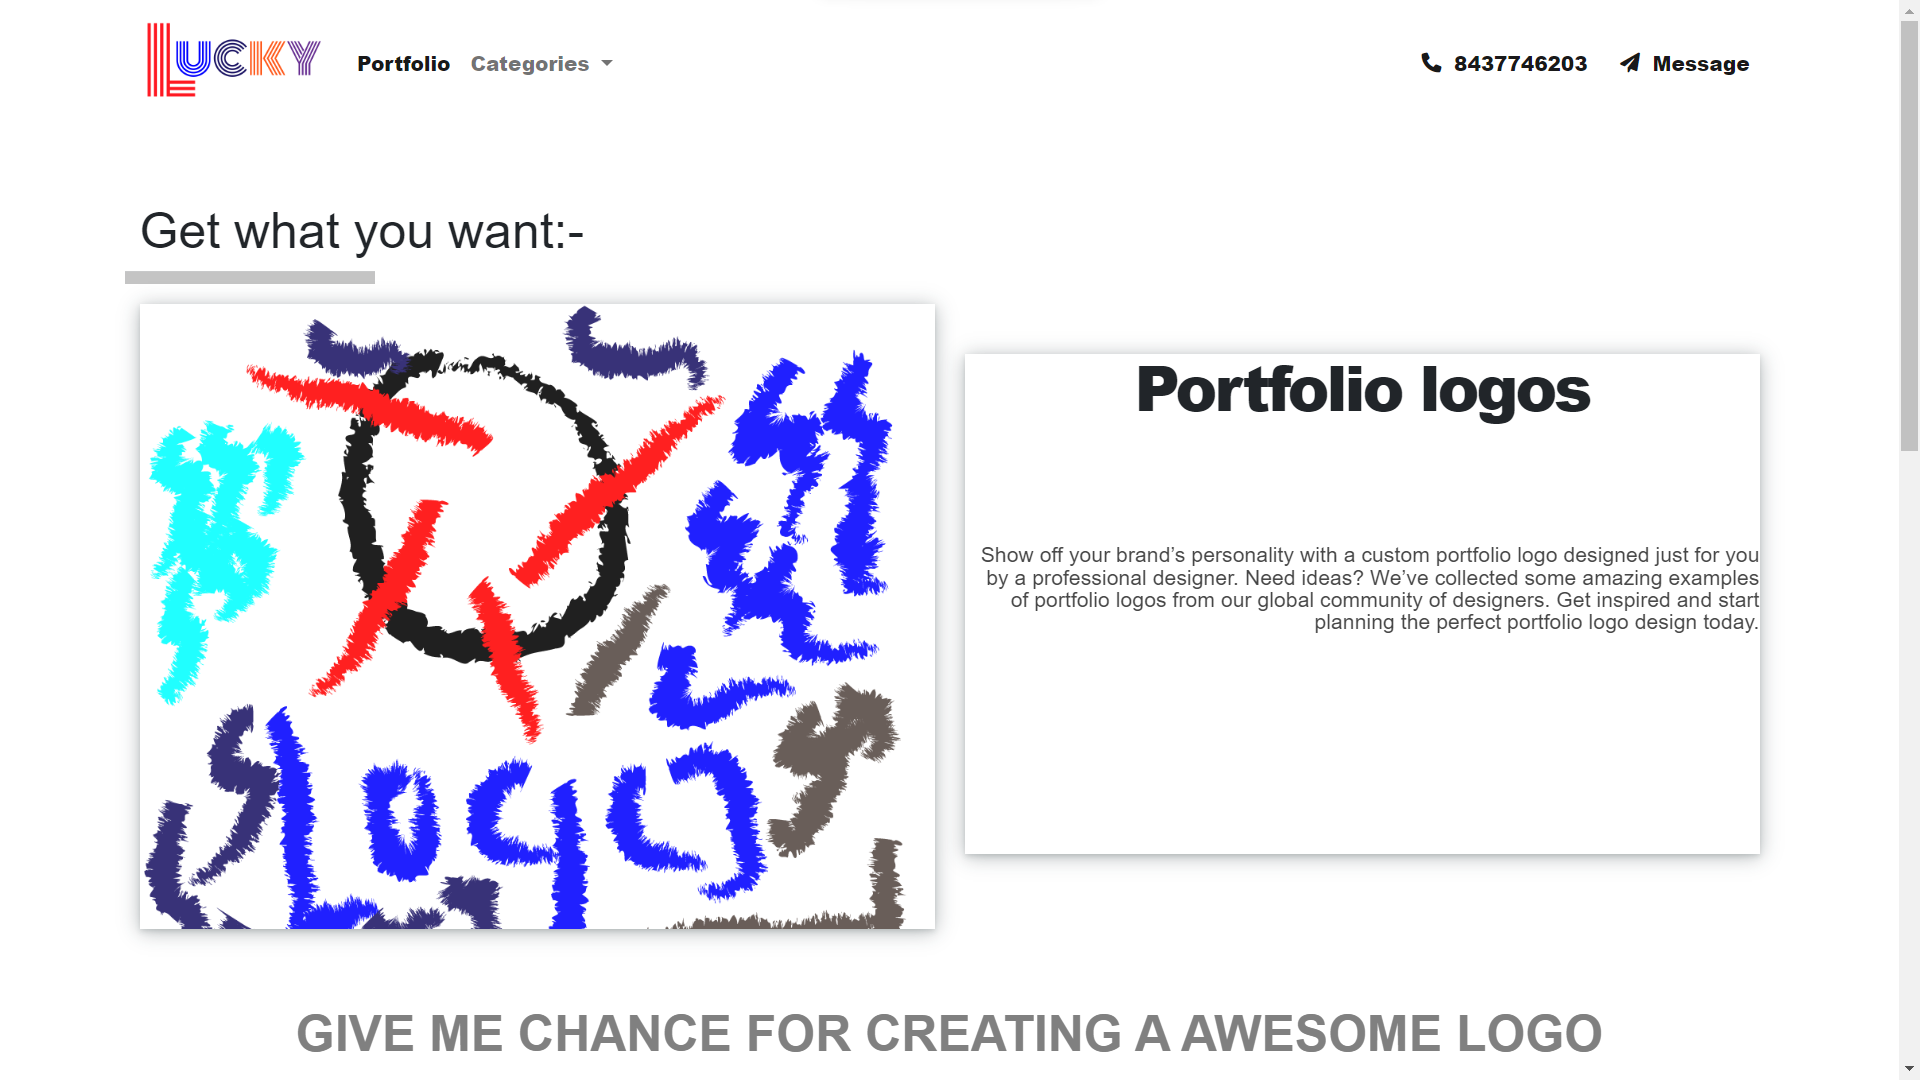 LUCKY
Portfolio
Categories
8437746203
Message
Get what you want:-
Portfolio logos
Show off your brand’s personality with a custom portfolio logo designed just for you
by a professional designer. Need ideas? We’ve collected some amazing examples
of portfolio logos from our global community of designers. Get inspired and start
planning the perfect portfolio logo design today.
GIVE ME CHANCE FOR CREATING A AWESOME LOGO